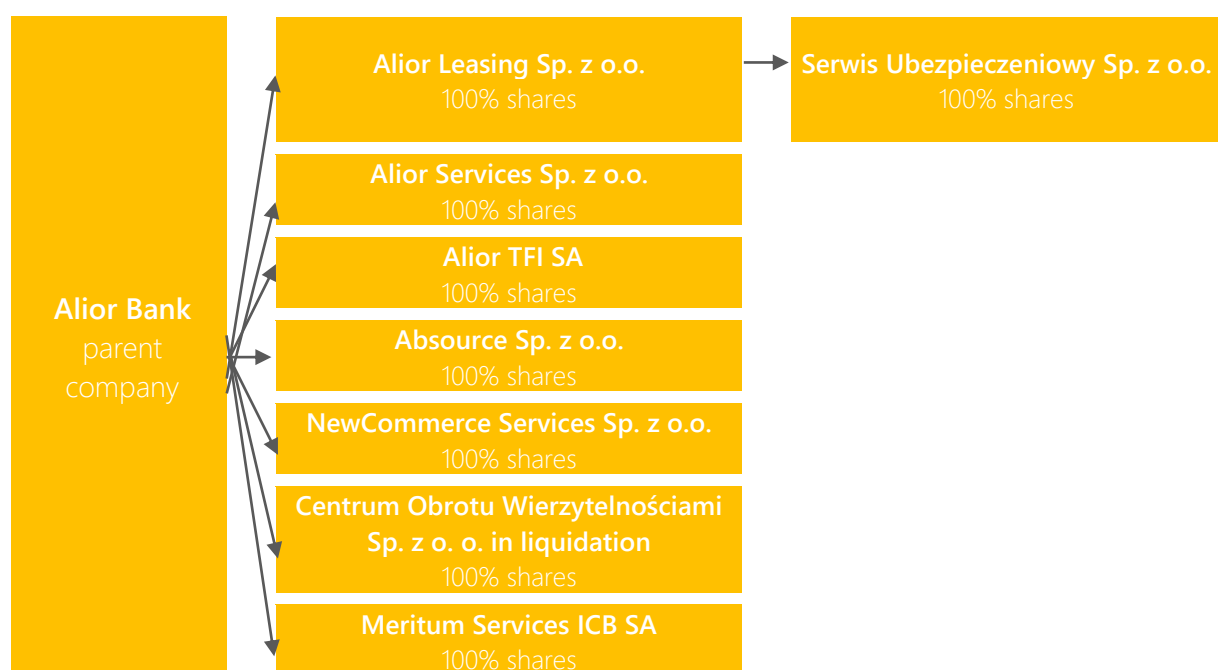 Alior Bank
parent
company
Alior Leasing Sp. z o.o.
100% shares
Serwis Ubezpieczeniowy Sp. z o.o.
100% shares
Alior Services Sp. z o.o.
100% shares
Alior TFI SA
100% shares
Absource Sp. z o.o.
100% shares
NewCommerce Services Sp. z o.o.
100% shares
Centrum Obrotu Wierzytelnościami
Sp. z o. o. in liquidation
100% shares
Meritum Services ICB SA
100% shares